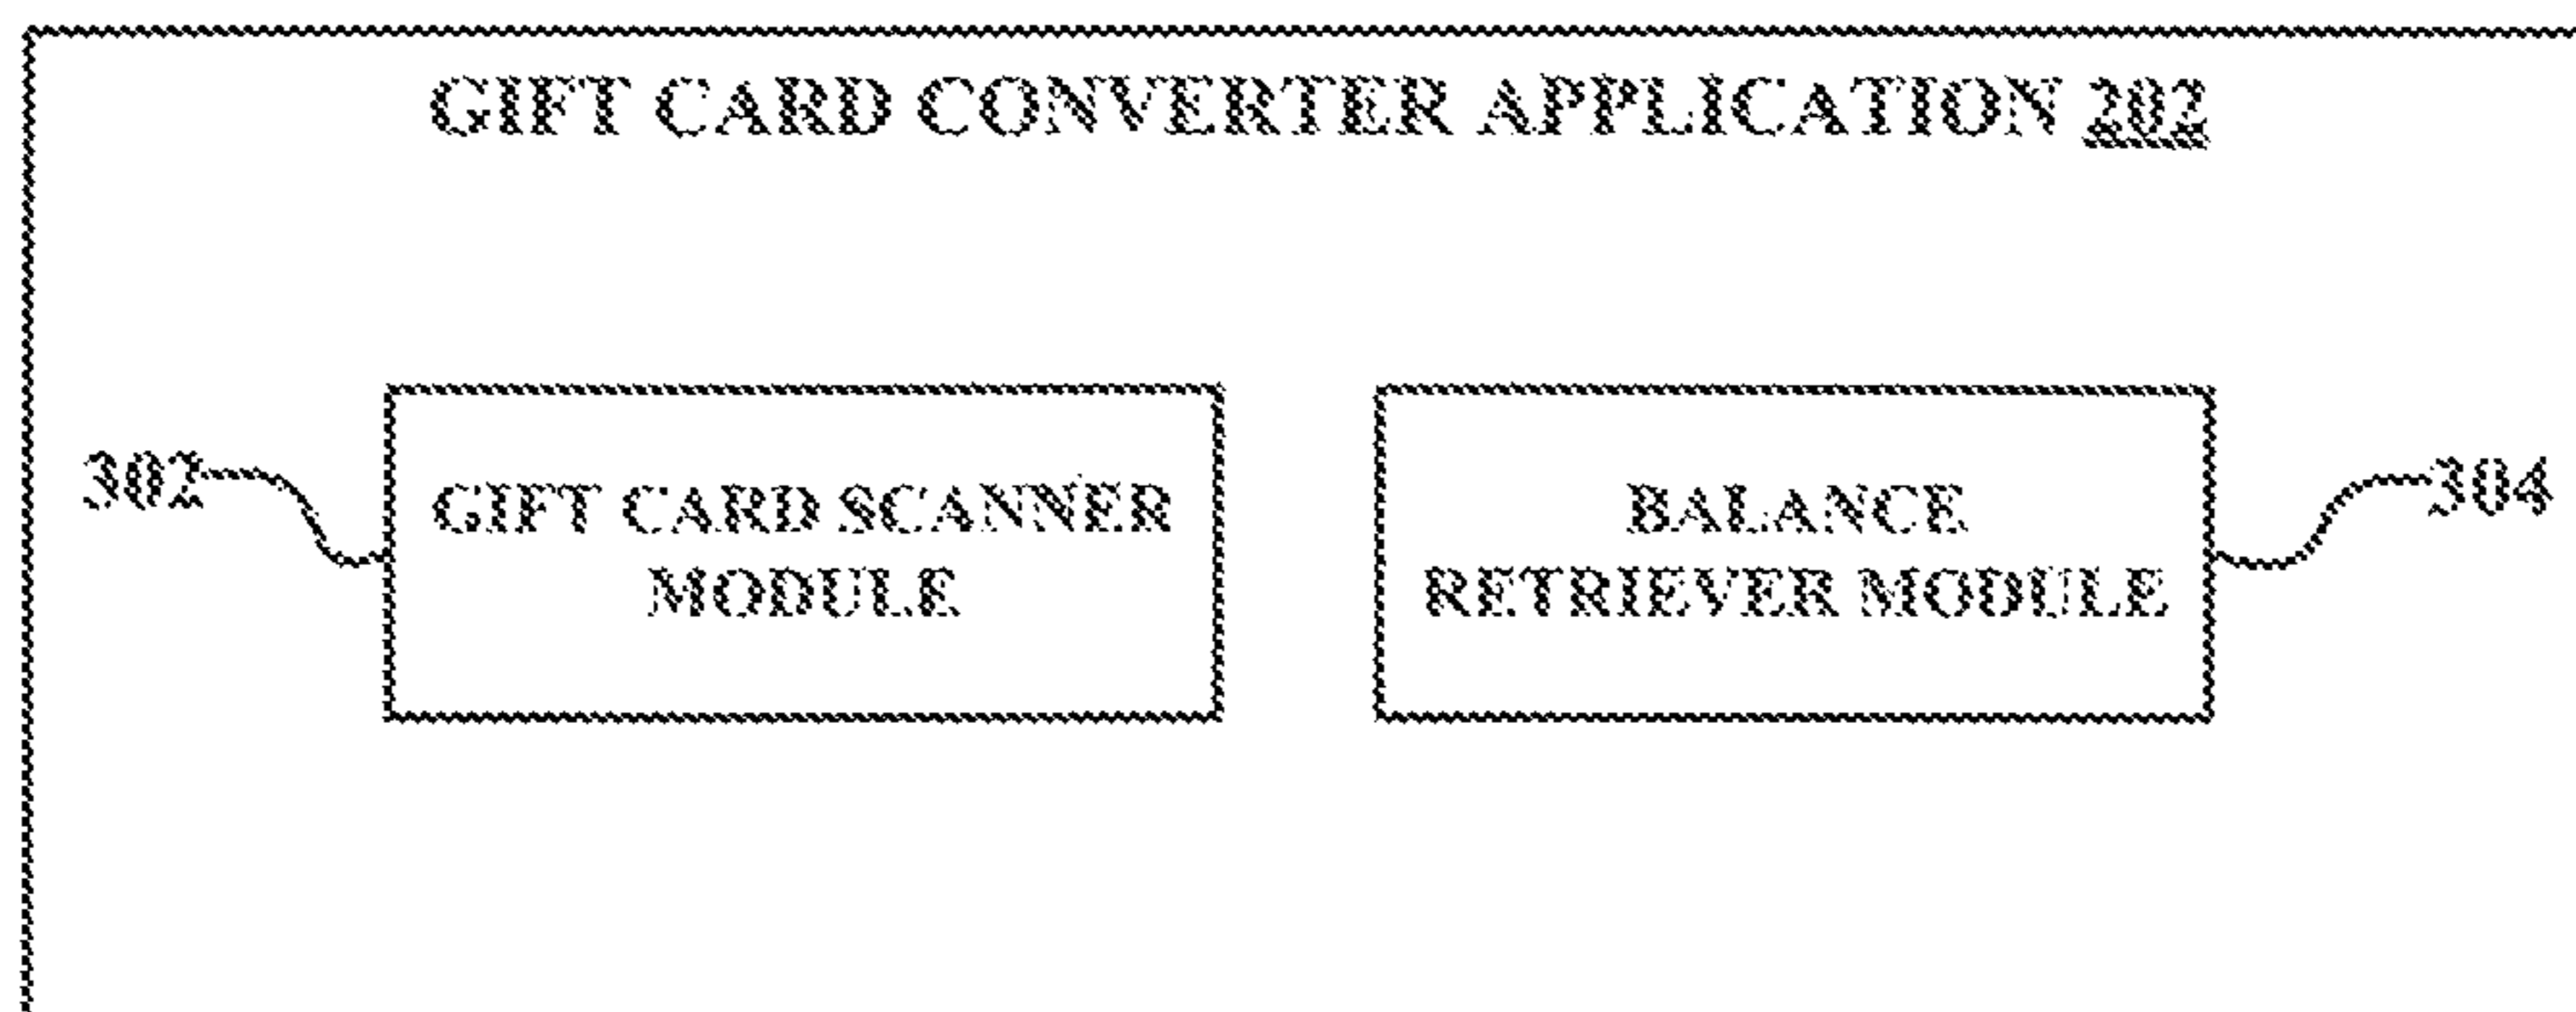 GIFT CARD CONVERTER APPLICATION 202
302
GIFT CARD SCANNER
MODULE
BALANCE
RETRIEVER MODULE
304